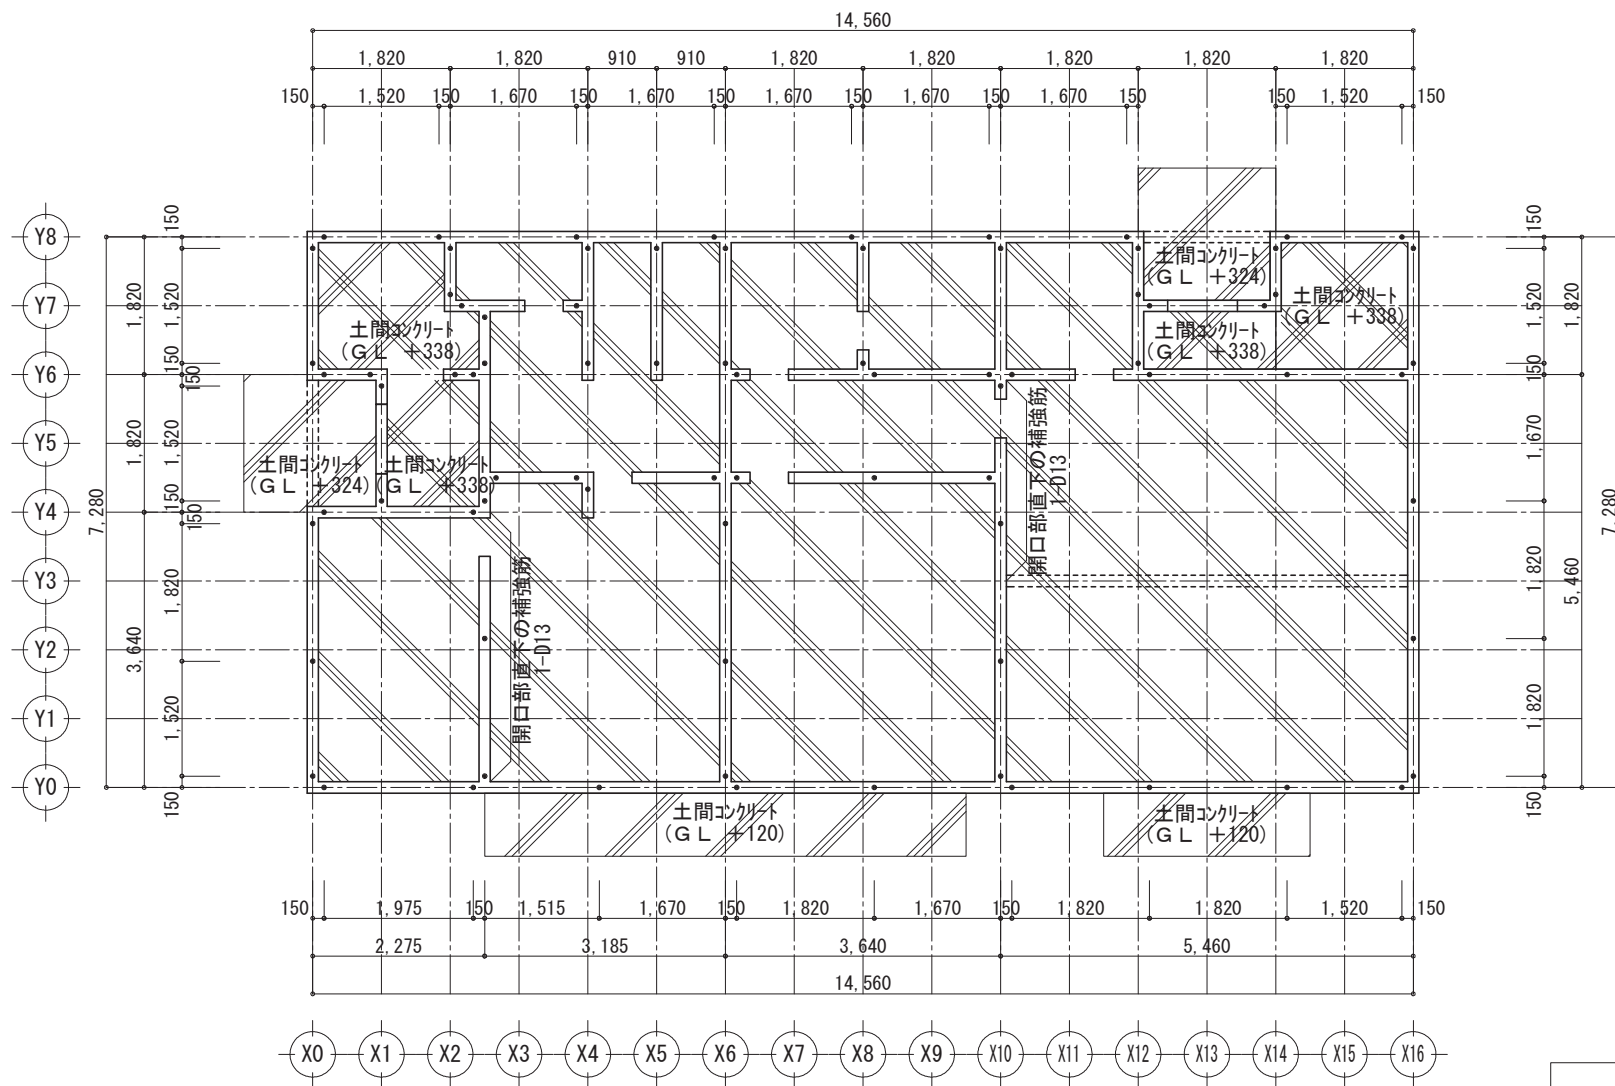 14,560
1,820 1,820 910 910 1,820 1,820 1,820 1,820 1,820
150 1,520 150 1,670 150 1,670 150 1,670 150 1,670 150 1,670 150 150 1,520 150
Y8
Y7
Y6
Y5
Y4
Y3
Y2
Y1
Y0
7,280
1,820
1,820
3,640
150
1,520
150
150
1,520
150
150
1,820
1,520
150
土間コンクリート
(GL +338)
土間コンクリート
(GL +324)
土間コンクリート
(GL +338)
土間コンクリート
(GL +324)
土間コンクリート
(GL +338)
土間コンクリート
(GL +338)
開口部直下の補強筋
1-D13
開口部直下の補強筋
1-D13
土間コンクリート
(GL +120)
土間コンクリート
(GL +120)
150
1,520
150
1,670
1,820
1,820
150
1,820
5,460
7,280
150 1,975 150 1,515 1,670 150 1,820 1,670 150 1,820 1,820 1,520 150
2,275 3,185 3,640 5,460
14,560
X0 X1 X2 X3 X4 X5 X6 X7 X8 X9 X10 X11 X12 X13 X14 X15 X16